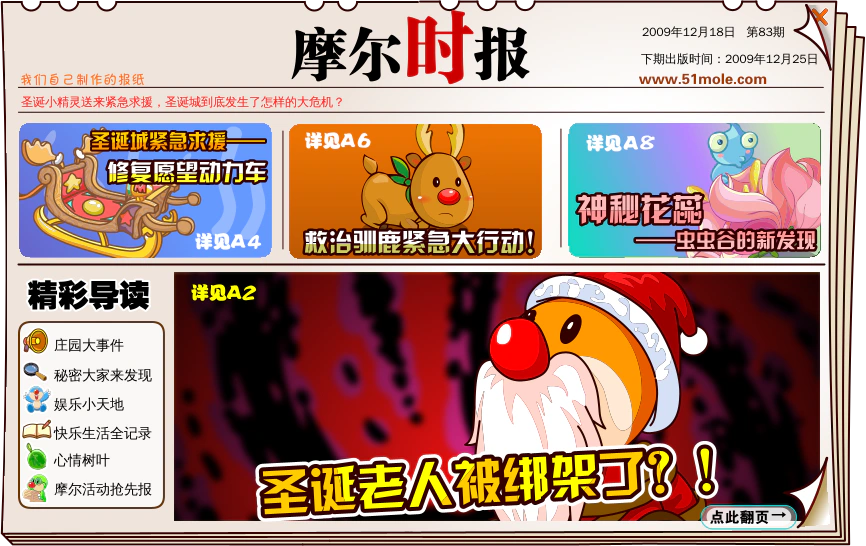 摩尔时报
2009年12月18日 第83期
下期出版时间：2009年12月25日
www.51mole.com
我们自己制作的报纸
圣诞小精灵送来紧急求援，圣诞城到底发生了怎样的大危机？
圣诞城紧急求援——
修复愿望动力车
详见A4
详见A6
救治驯鹿紧急大行动！
详见A8
神秘花蕊
——虫虫谷的新发现
精彩导读
庄园大事件
秘密大家来发现
娱乐小天地
快乐生活全记录
心情树叶
摩尔活动抢先报
详见A2
圣诞老人被绑架了？！
点此翻页→